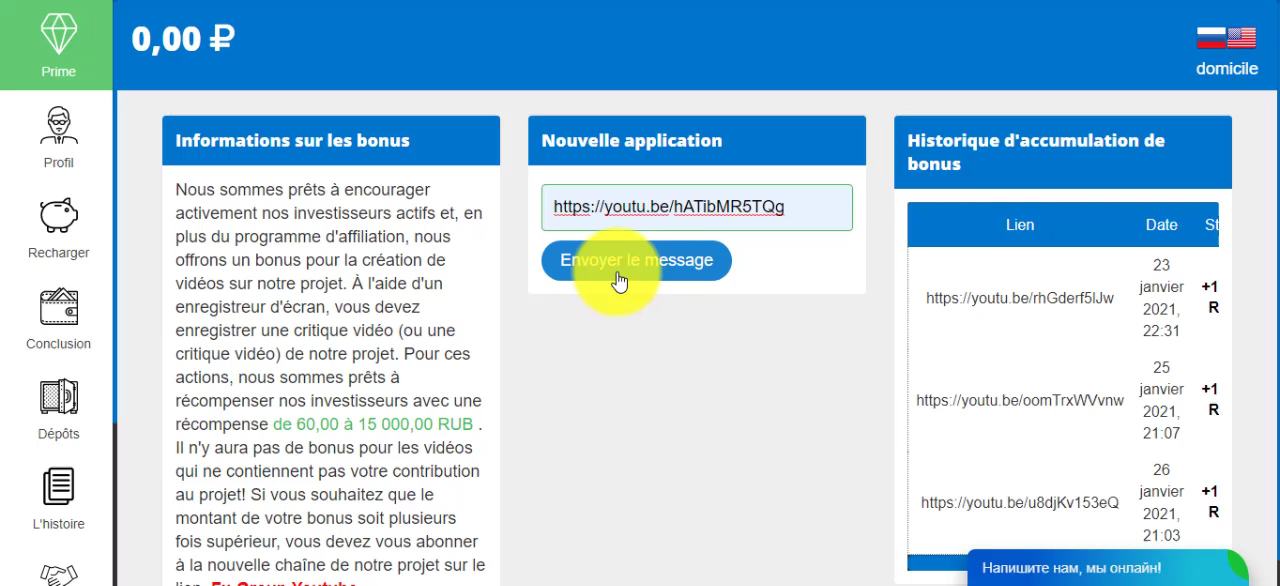 Prime
Profil
Recharger
Conclusion
Dépôts
L'histoire
0,00 ₽
domicile
Informations sur les bonus
Nous sommes prêts à encourager
activement nos investisseurs actifs et, en
plus du programme d'affiliation, nous
offrons un bonus pour la création de
vidéos sur notre projet. À l'aide d'un
enregistreur d'écran, vous devez
enregistrer une critique vidéo (ou une
critique vidéo) de notre projet. Pour ces
actions, nous sommes prêts à
récompenser nos investisseurs avec une
récompense de 60,00 à 15 000,00 RUB .
Il n'y aura pas de bonus pour les vidéos
qui ne contiennent pas votre contribution
au projet! Si vous souhaitez que le
montant de votre bonus soit plusieurs
fois supérieur, vous devez vous abonner
à la nouvelle chaîne de notre projet sur le
lien
Nouvelle application
https://youtu.be/hATibMR5TQg
Envoyer le message
Historique d'accumulation de
bonus
Lien Date St
https://youtu.be/rhGderf5lJw
23
janvier
2021,
22:31
+1
R
https://youtu.be/oomTrxWVvnw
25
janvier
2021,
21:07
+1
R
https://youtu.be/u8djKv153eQ
26
janvier
2021,
21:03
+1
R
Напишите нам, мы онлайн!